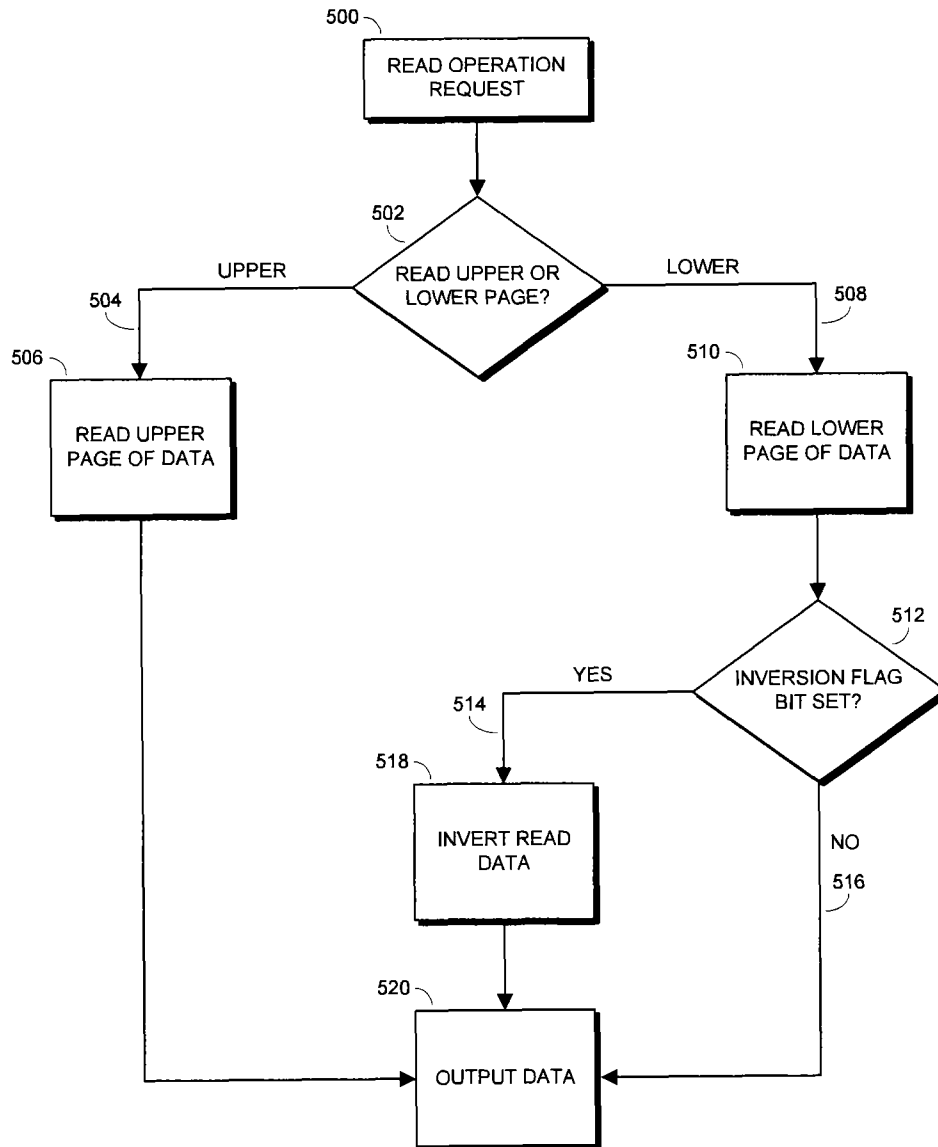 500
READ OPERATION
REQUEST
502
READ UPPER OR
LOWER PAGE?
UPPER
LOWER
504
508
506
READ UPPER
PAGE OF DATA
510
READ LOWER
PAGE OF DATA
512
INVERSION FLAG
BIT SET?
YES
514
518
INVERT READ
DATA
NO
516
520
OUTPUT DATA